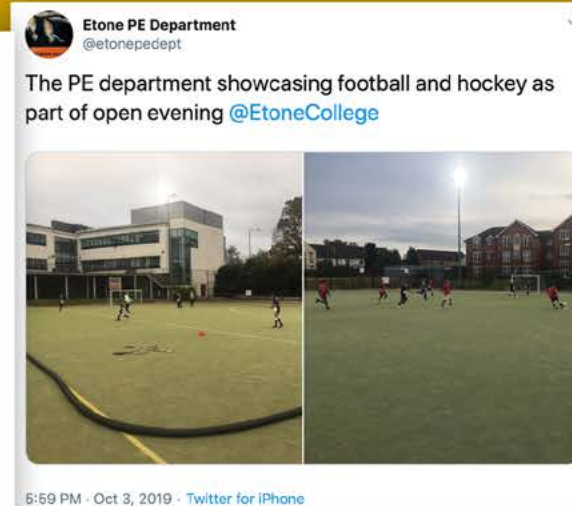 Etone PE Department
@etonepedept
The PE department showcasing football and hockey as
part of open evening @EtoneCollege
5:59 PM · Oct 3, 2019 · Twitter for iPhone